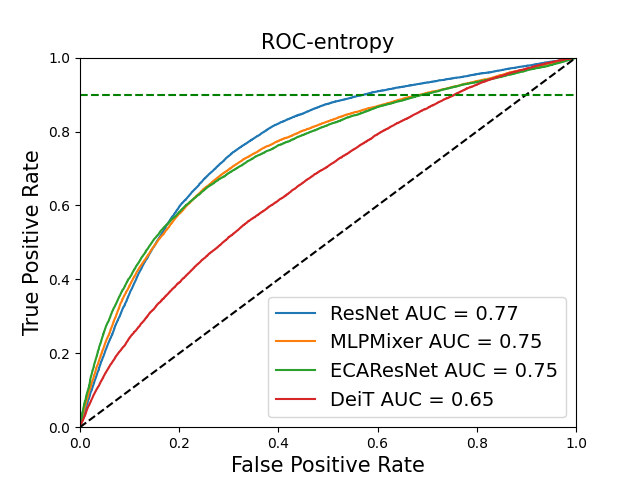 ROC-entropy
True Positive Rate
1.0
0.8
0.6
0.4
0.2
0.0
ResNet AUC = 0.77
MLPMixer AUC = 0.75
ECAResNet AUC = 0.75
DeiT AUC = 0.65
0.0 0.2 0.4 0.6 0.8 1.0
False Positive Rate